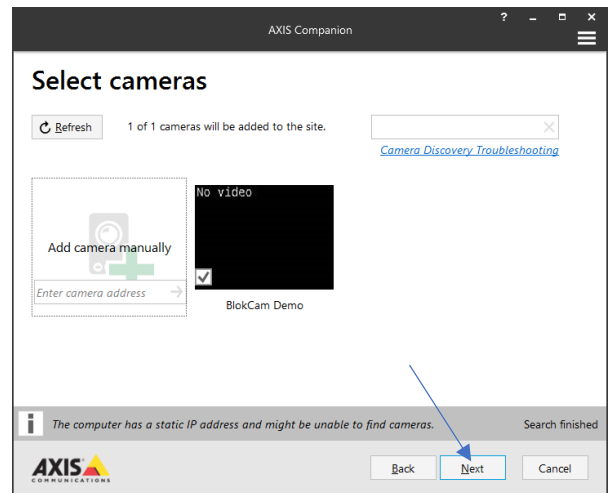 AXIS Companion
?
Select cameras
Refresh
1 of 1 cameras will be added to the site.
Camera Discovery Troubleshooting
No video
Add camera manually
Enter camera address
BlokCam Demo
i
The computer has a static IP address and might be unable to find cameras.
Search finished
AXIS
COMMUNICATIONS
Back
Next
Cancel